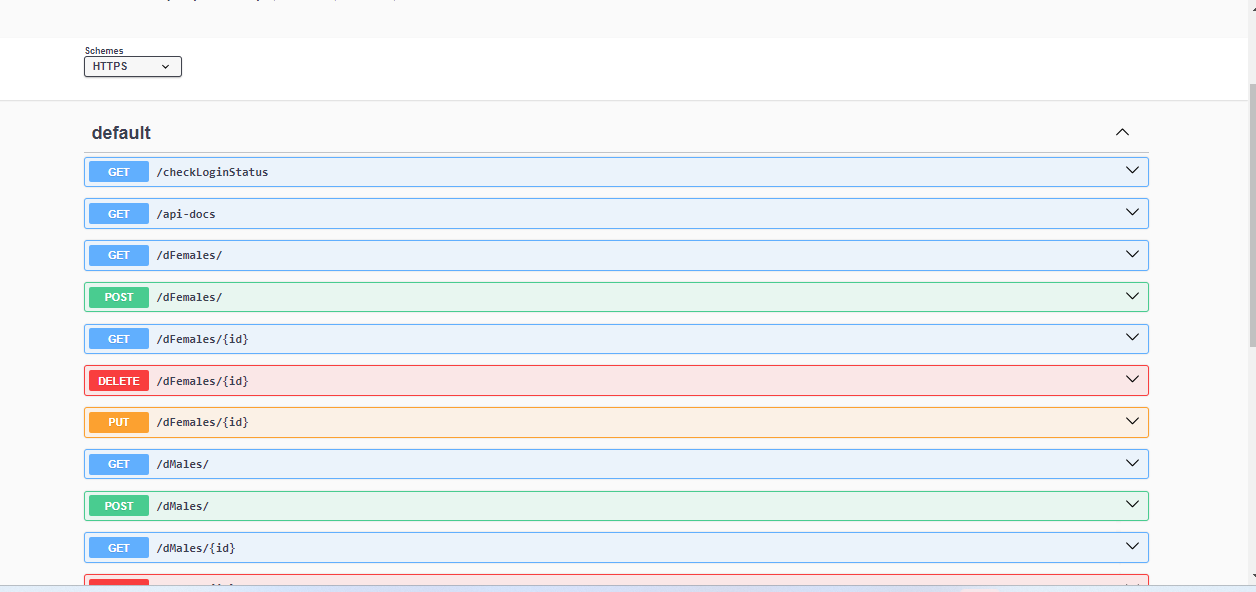 Schemes
HTTPS
default
GET /checkLoginStatus
GET /api-docs
GET /dFemales/
POST /dFemales/
GET /dFemales/{id}
DELETE /dFemales/{id}
PUT /dFemales/{id}
GET /dMales/
POST /dMales/
GET /dMales/{id}